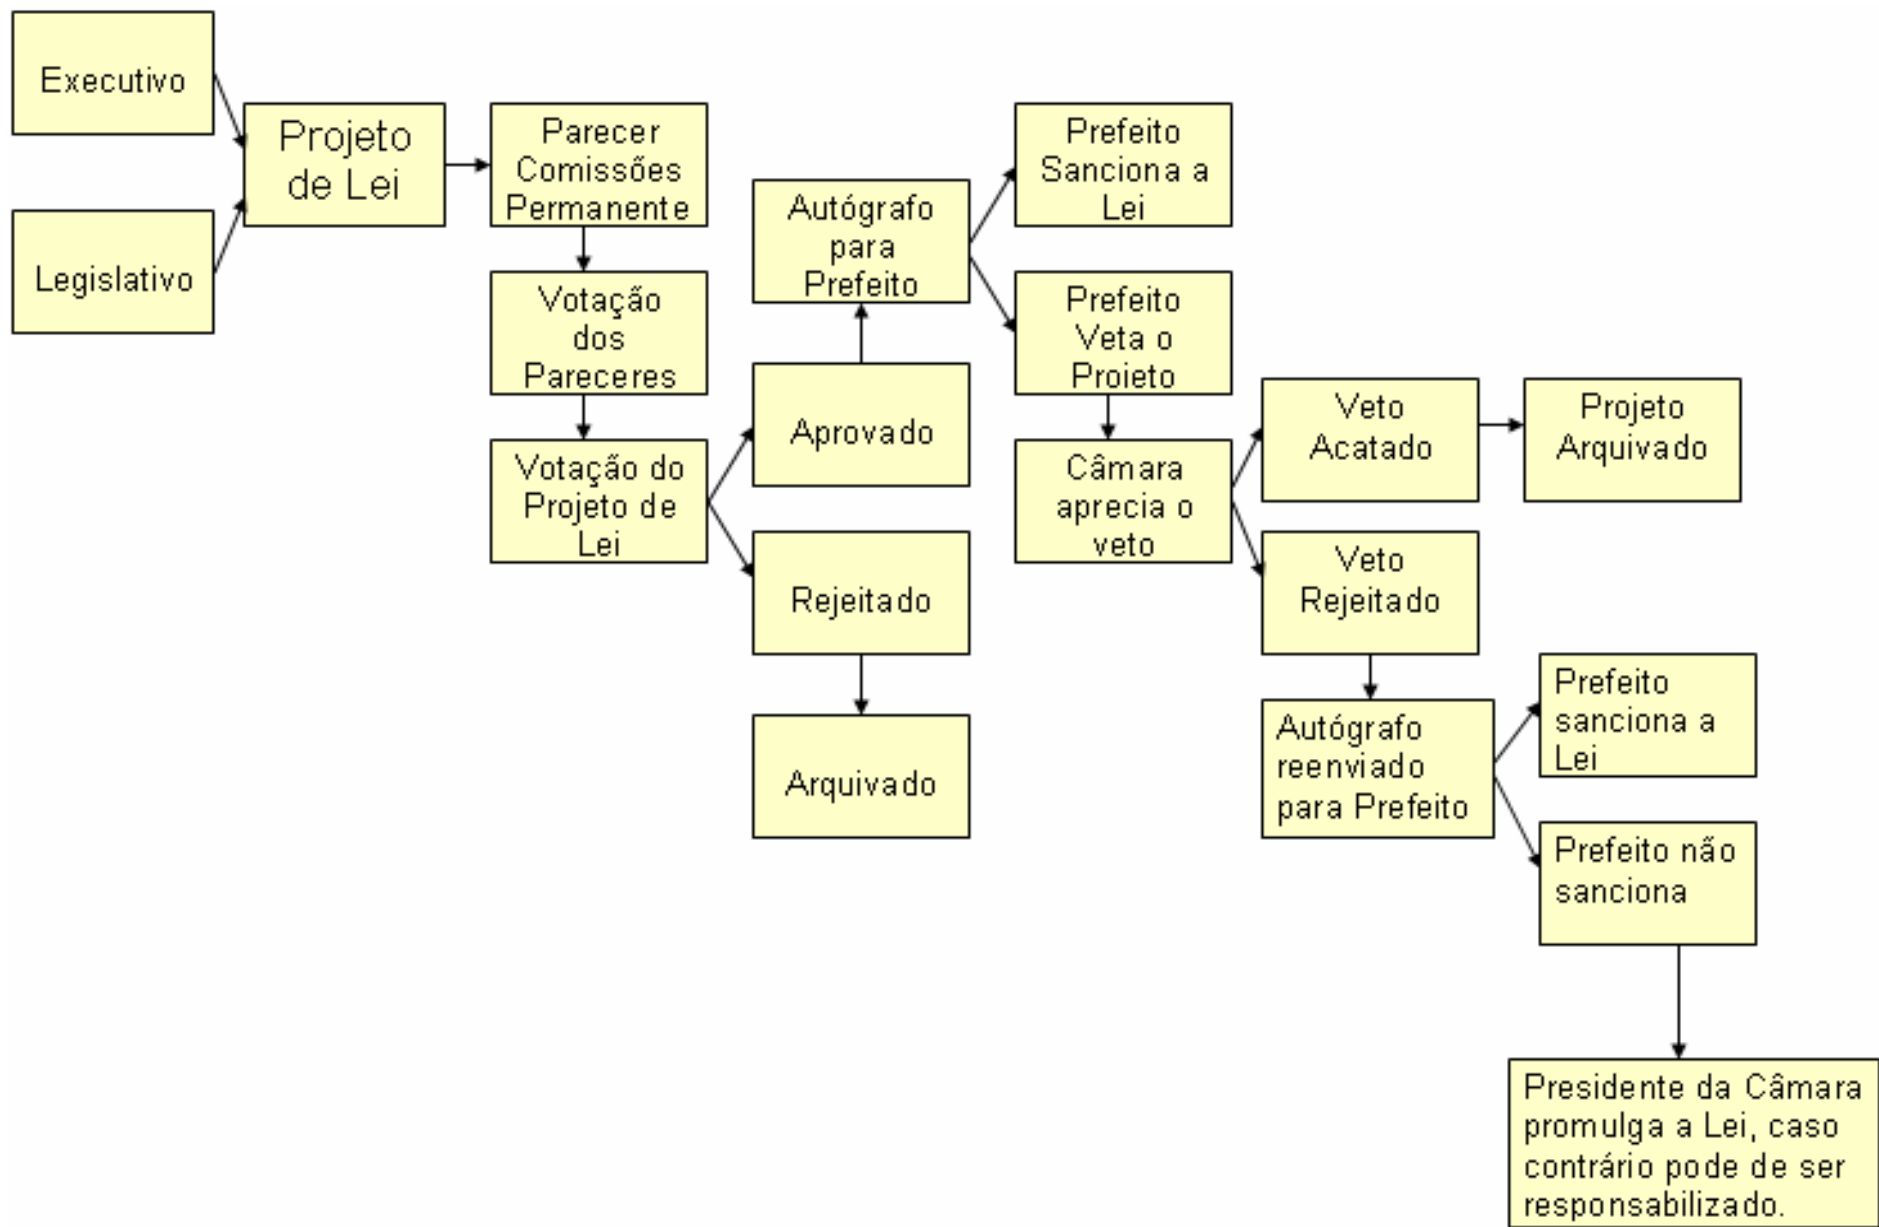 Executivo
Legislativo
Projeto
de Lei
Parecer
Comissões
Permanente
Votação
dos
Pareceres
Votação do
Projeto de
Lei
Autógrafo
para
Prefeito
Aprovado
Rejeitado
Arquivado
Prefeito
Sanciona a
Lei
Prefeito
Veta o
Projeto
Câmara
aprecia o
veto
Veto
Acatado
Projeto
Arquivado
Veto
Rejeitado
Autógrafo
reenviado
para Prefeito
Prefeito
sanciona a
Lei
Prefeito não
sanciona
Presidente da Câmara
promulga a Lei, caso
contrário pode de ser
responsabilizado.